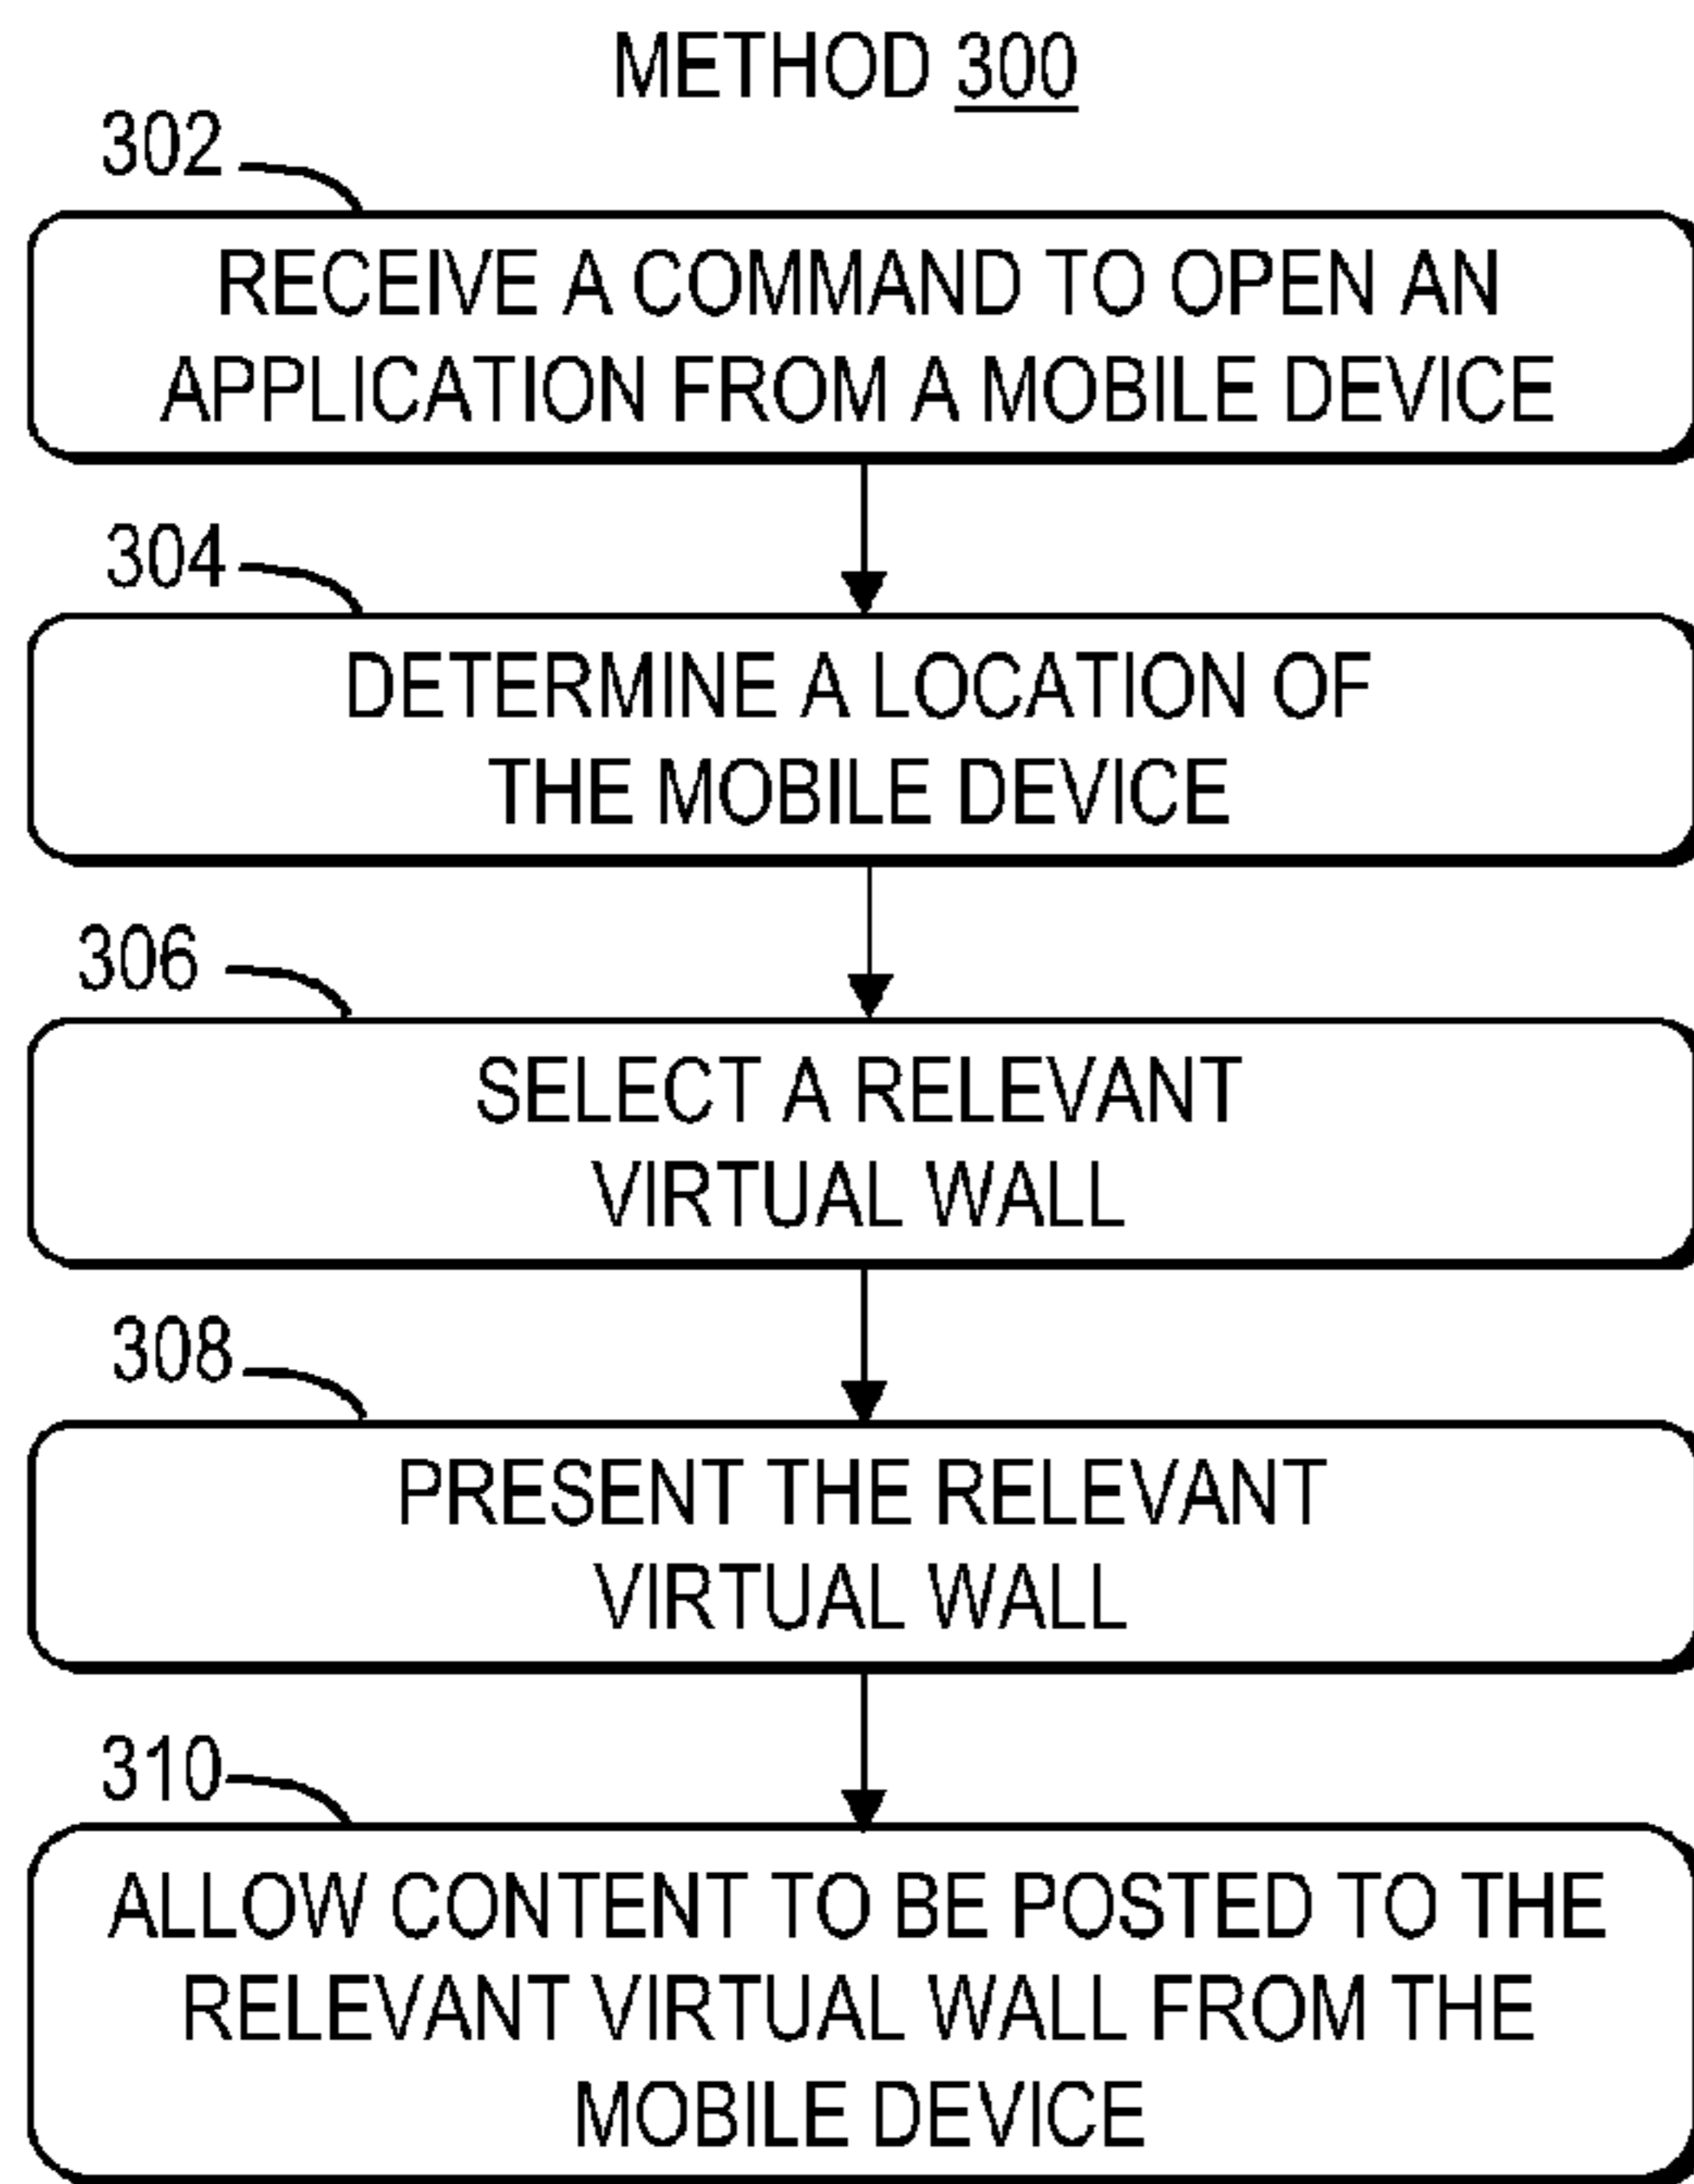 METHOD 300
302
RECEIVE A COMMAND TO OPEN AN
APPLICATION FROM A MOBILE DEVICE
304
DETERMINE A LOCATION OF
THE MOBILE DEVICE
306
SELECT A RELEVANT
VIRTUAL WALL
308
PRESENT THE RELEVANT
VIRTUAL WALL
310
ALLOW CONTENT TO BE POSTED TO THE
RELEVANT VIRTUAL WALL FROM THE
MOBILE DEVICE